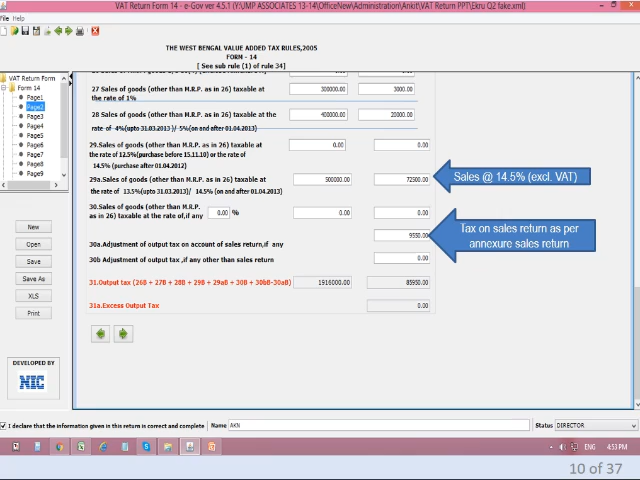 VAT Return Form 14 - e-Gov ver 4.5.1 (Y:\JMP ASSOCIATES 13-14\OfficeNew\Administration\Ankit\VAT Return PPT\Ekru Q2 fake.xml)
File Help
THE WEST BENGAL VALUE ADDED TAX RULES,2005
FORM - 14
[ See sub rule (1) of rule 34]
VAT Return Form
Form 14
Page1
Page2
Page3
Page4
Page5
Page6
Page7
Page8
Page9
27 Sales of goods (other than M.R.P. as in 26) taxable at 300000.00 3000.00
the rate of 1%
28 Sales of goods (other than M.R.P. as in 26) taxable at the 400000.00 20000.00
rate of 4%(upto 31.03.2013) / 5%(on and after 01.04.2013)
29.Sales of goods (other than M.R.P. as in 26) taxable at 0.00 0.00
the rate of 12.5%(purchase before 15.11.10) or the rate of
14.5% (purchase after 01.04.2012)
29a.Sales of goods (other than M.R.P. as in 26) taxable at 500000.00 72500.00
the rate of 13.5%(upto 31.03.2013)/ 14.5% (on and after 01.04.2013)
Sales @ 14.5% (excl. VAT)
30.Sales of goods (other than M.R.P.
as in 26) taxable at the rate of,if any 0.00 % 0.00 0.00
9550.00
30a.Adjustment of output tax on account of sales return,if any
Tax on sales return as per
annexure sales return
30b Adjustment of output tax ,if any other than sales return 0.00
31.Output tax (26B + 27B + 28B + 29B + 29aB + 30B + 30bB-30aB) 1916000.00 85950.00
31a.Excess Output Tax 0.00
New
Open
Save
Save As
XLS
Print
DEVELOPED BY
NIC
I declare that the information given in this return is correct and complete Name AKN Status DIRECTOR
ENG 4:53 PM
10 of 37